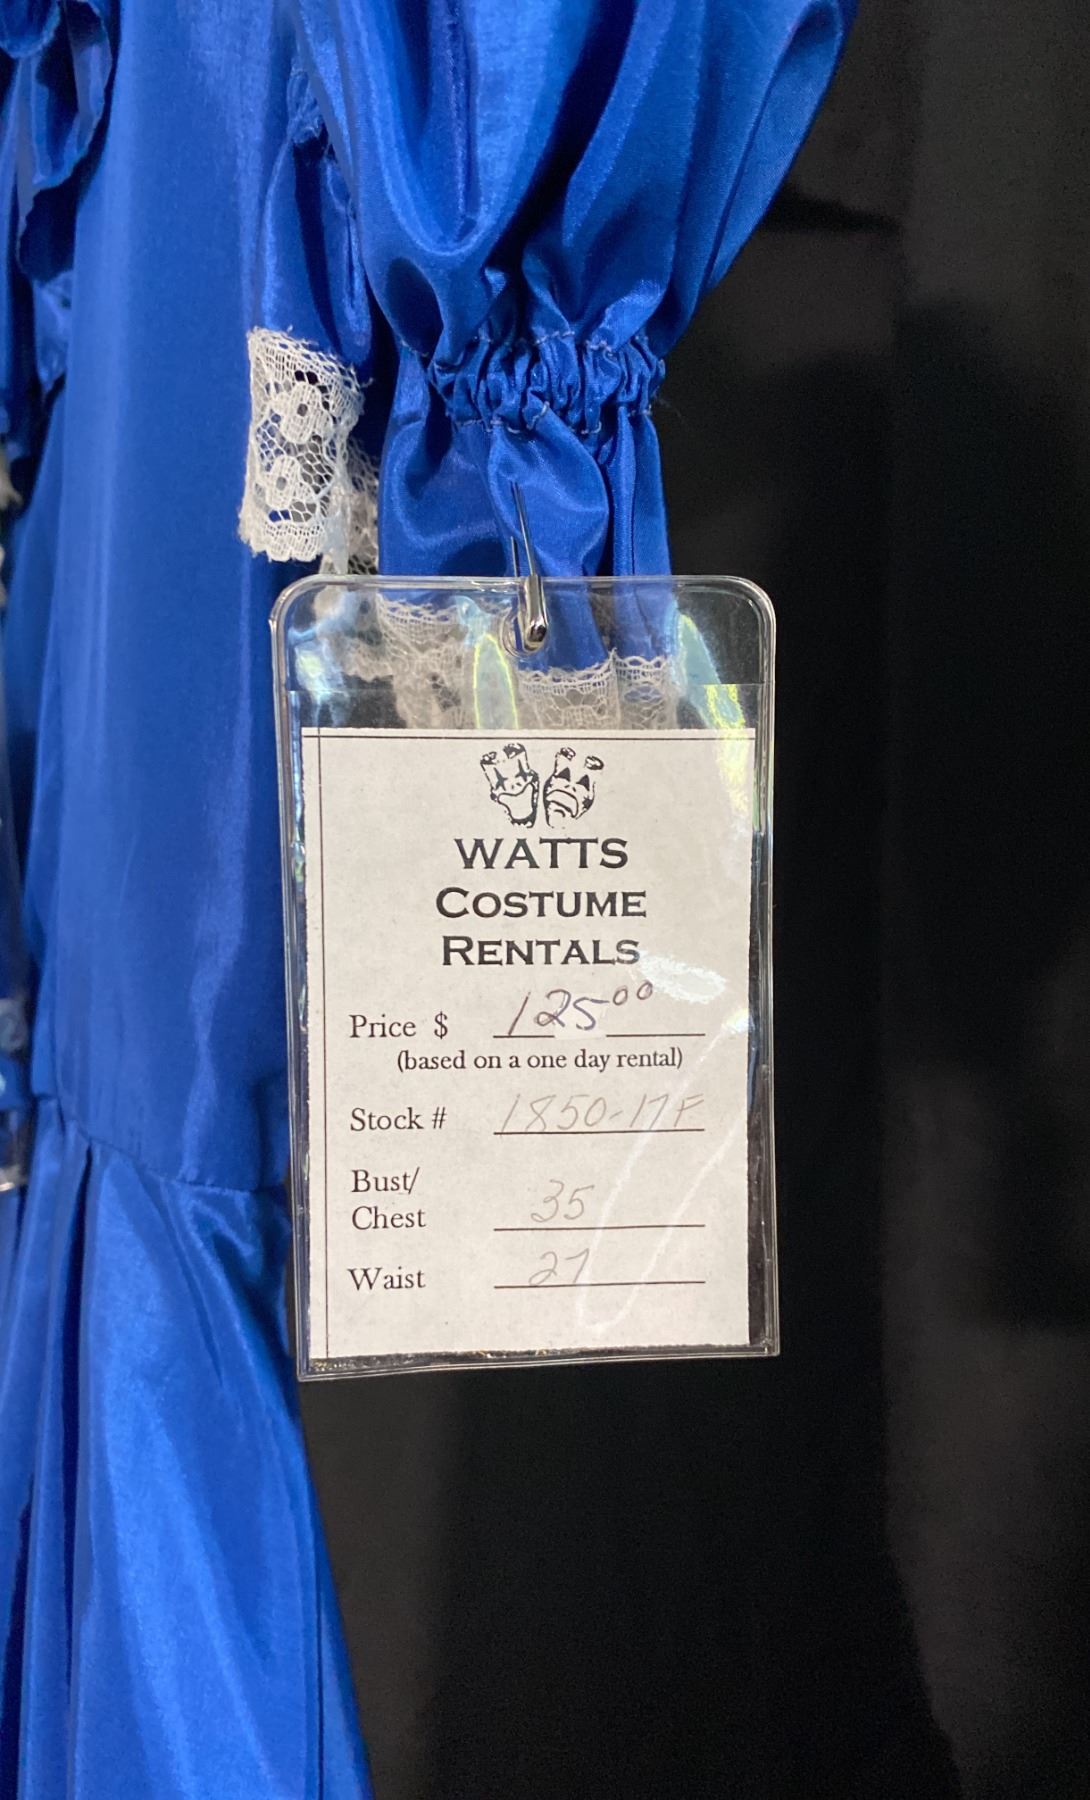 WATTS
COSTUME
RENTALS
Price $ 125.00
(based on a one day rental)
Stock # 1850-17F
Bust/
Chest 35
Waist 27